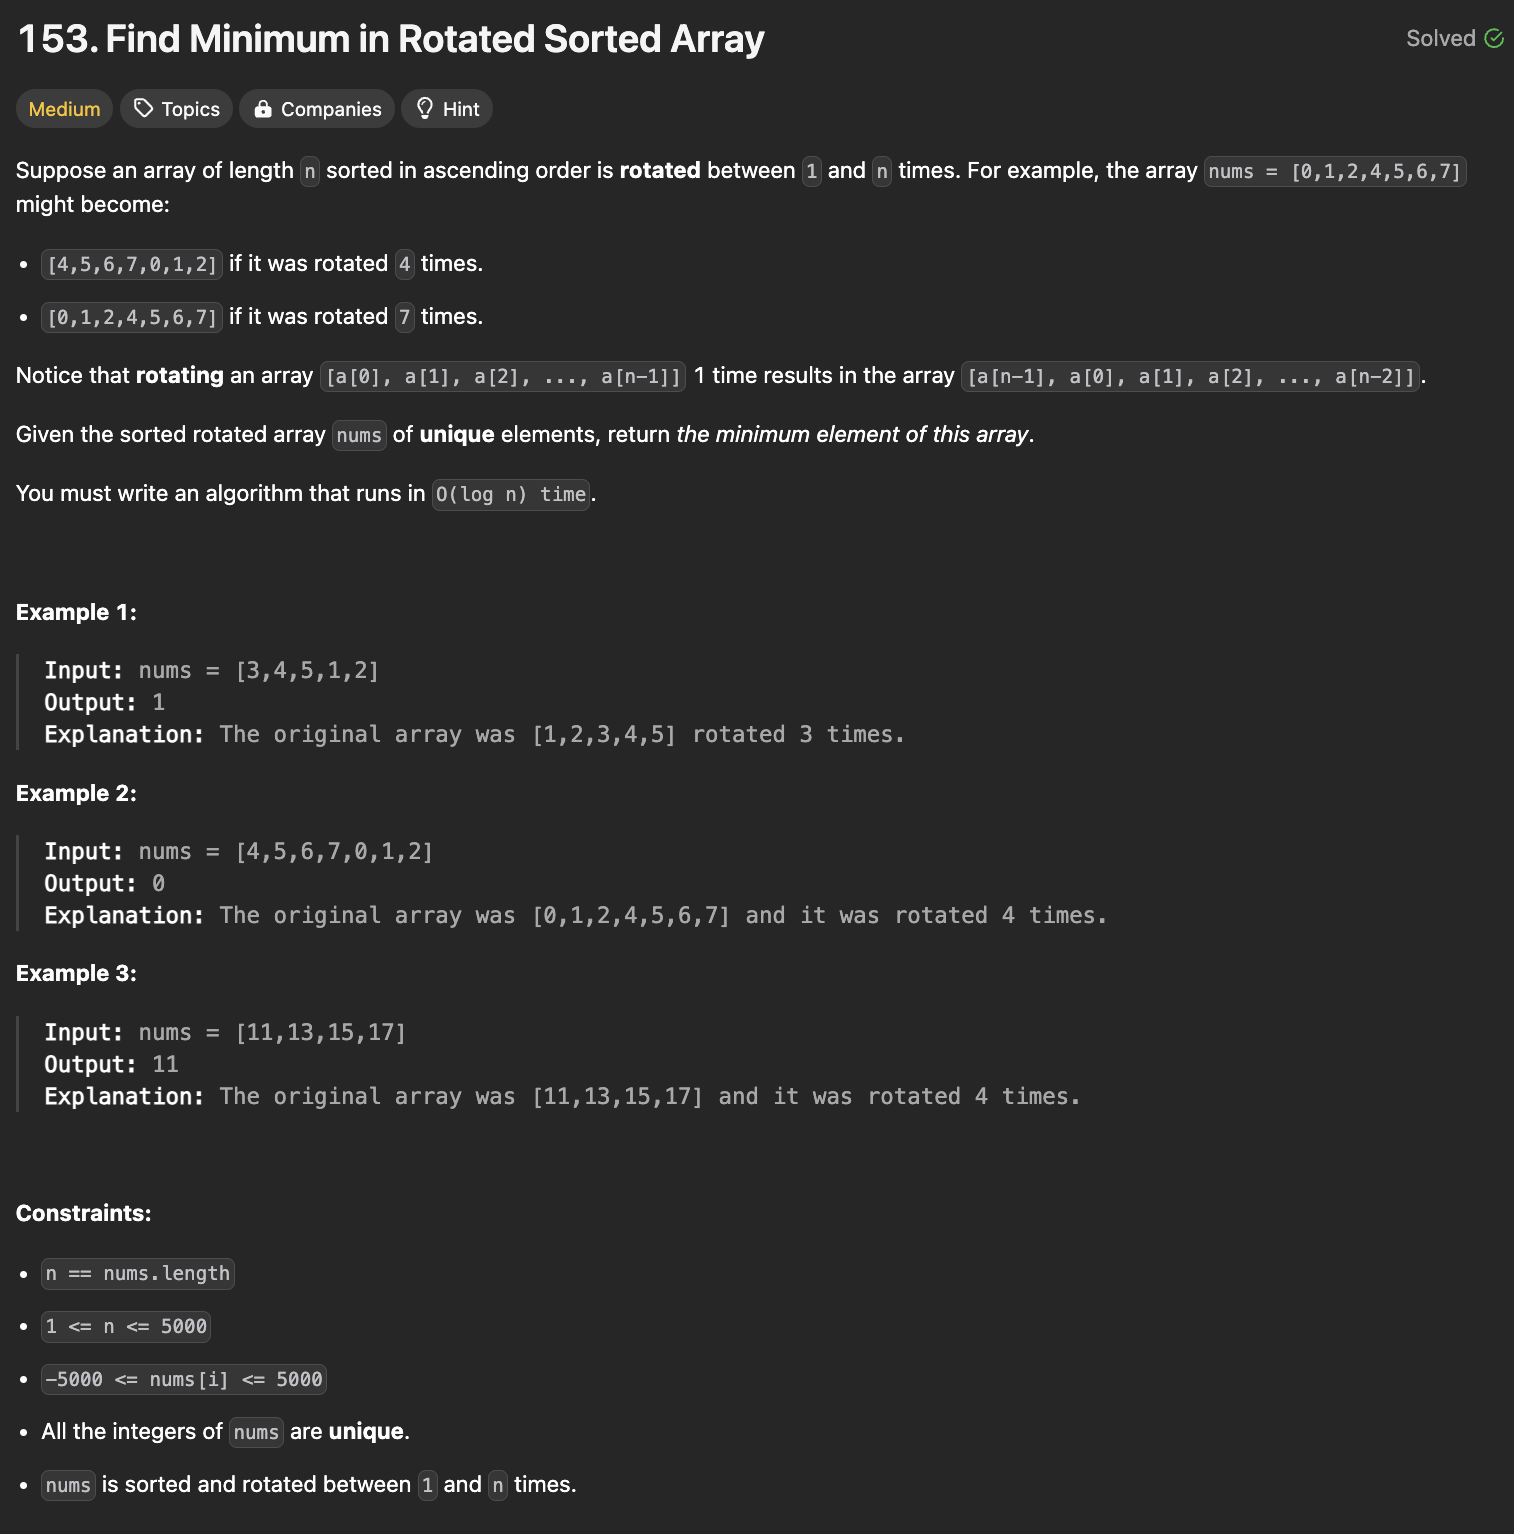 153. Find Minimum in Rotated Sorted Array
Solved
Medium Topics Companies Hint
Suppose an array of length n sorted in ascending order is rotated between 1 and n times. For example, the array nums = [0,1,2,4,5,6,7]
might become:
• [4,5,6,7,0,1,2] if it was rotated 4 times.
• [0,1,2,4,5,6,7] if it was rotated 7 times.
Notice that rotating an array [a[0], a[1], a[2], ..., a[n-1]] 1 time results in the array [a[n-1], a[0], a[1], a[2], ..., a[n-2]].
Given the sorted rotated array nums of unique elements, return the minimum element of this array.
You must write an algorithm that runs in O(log n) time.
Example 1:
Input: nums = [3,4,5,1,2]
Output: 1
Explanation: The original array was [1,2,3,4,5] rotated 3 times.
Example 2:
Input: nums = [4,5,6,7,0,1,2]
Output: 0
Explanation: The original array was [0,1,2,4,5,6,7] and it was rotated 4 times.
Example 3:
Input: nums = [11,13,15,17]
Output: 11
Explanation: The original array was [11,13,15,17] and it was rotated 4 times.
Constraints:
• n == nums.length
• 1 <= n <= 5000
• -5000 <= nums[i] <= 5000
• All the integers of nums are unique.
• nums is sorted and rotated between 1 and n times.